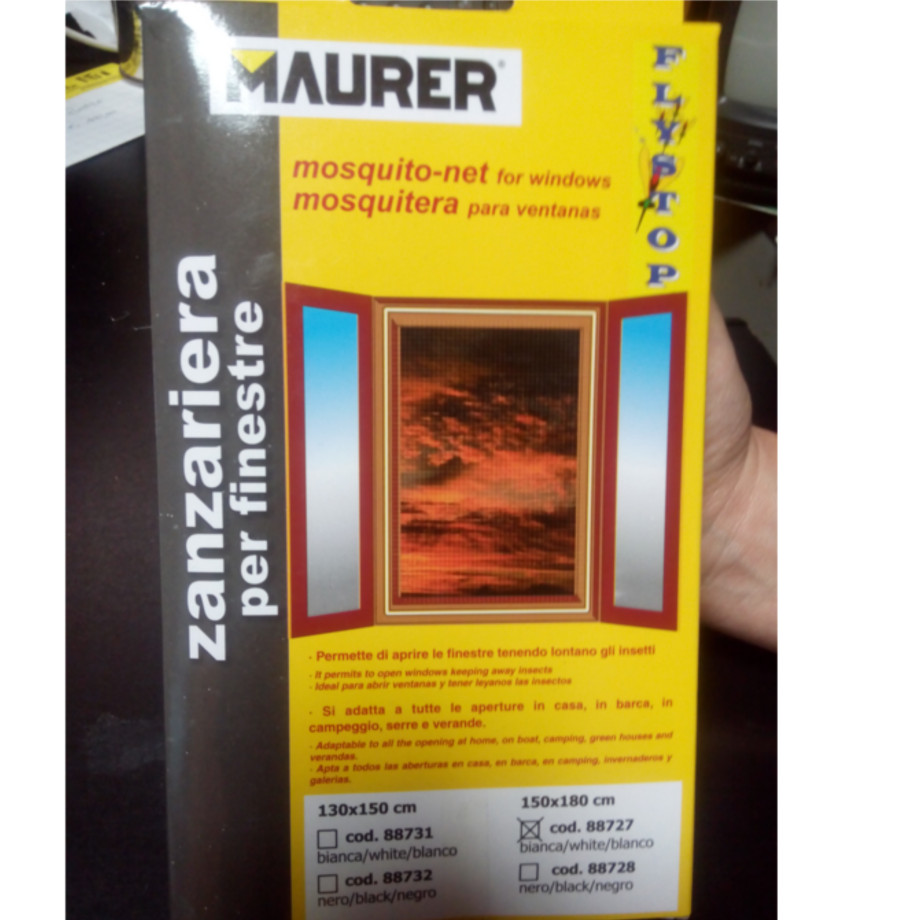 MAURER
FLYSTOP
mosquito-net for windows
mosquitera para ventanas
zanzariera
per finestre
· Permette di aprire le finestre tenendo lontano gli insetti
- It permits to open windows keeping away insects
- Ideal para abrir ventanas y tener leyanos las insectos
· Si adatta a tutte le aperture in casa, in barca, in
campeggio, serre e verande.
- Adaptable to all the opening at home, on boat, camping, green houses and
verandas.
- Apta a todos las aberturas en casa, en barca, en camping, invernaderos y
galerias.
130x150 cm
cod. 88731
bianca/white/blanco
cod. 88732
nero/black/negro
150x180 cm
cod. 88727
bianca/white/blanco
cod. 88728
nero/black/negro